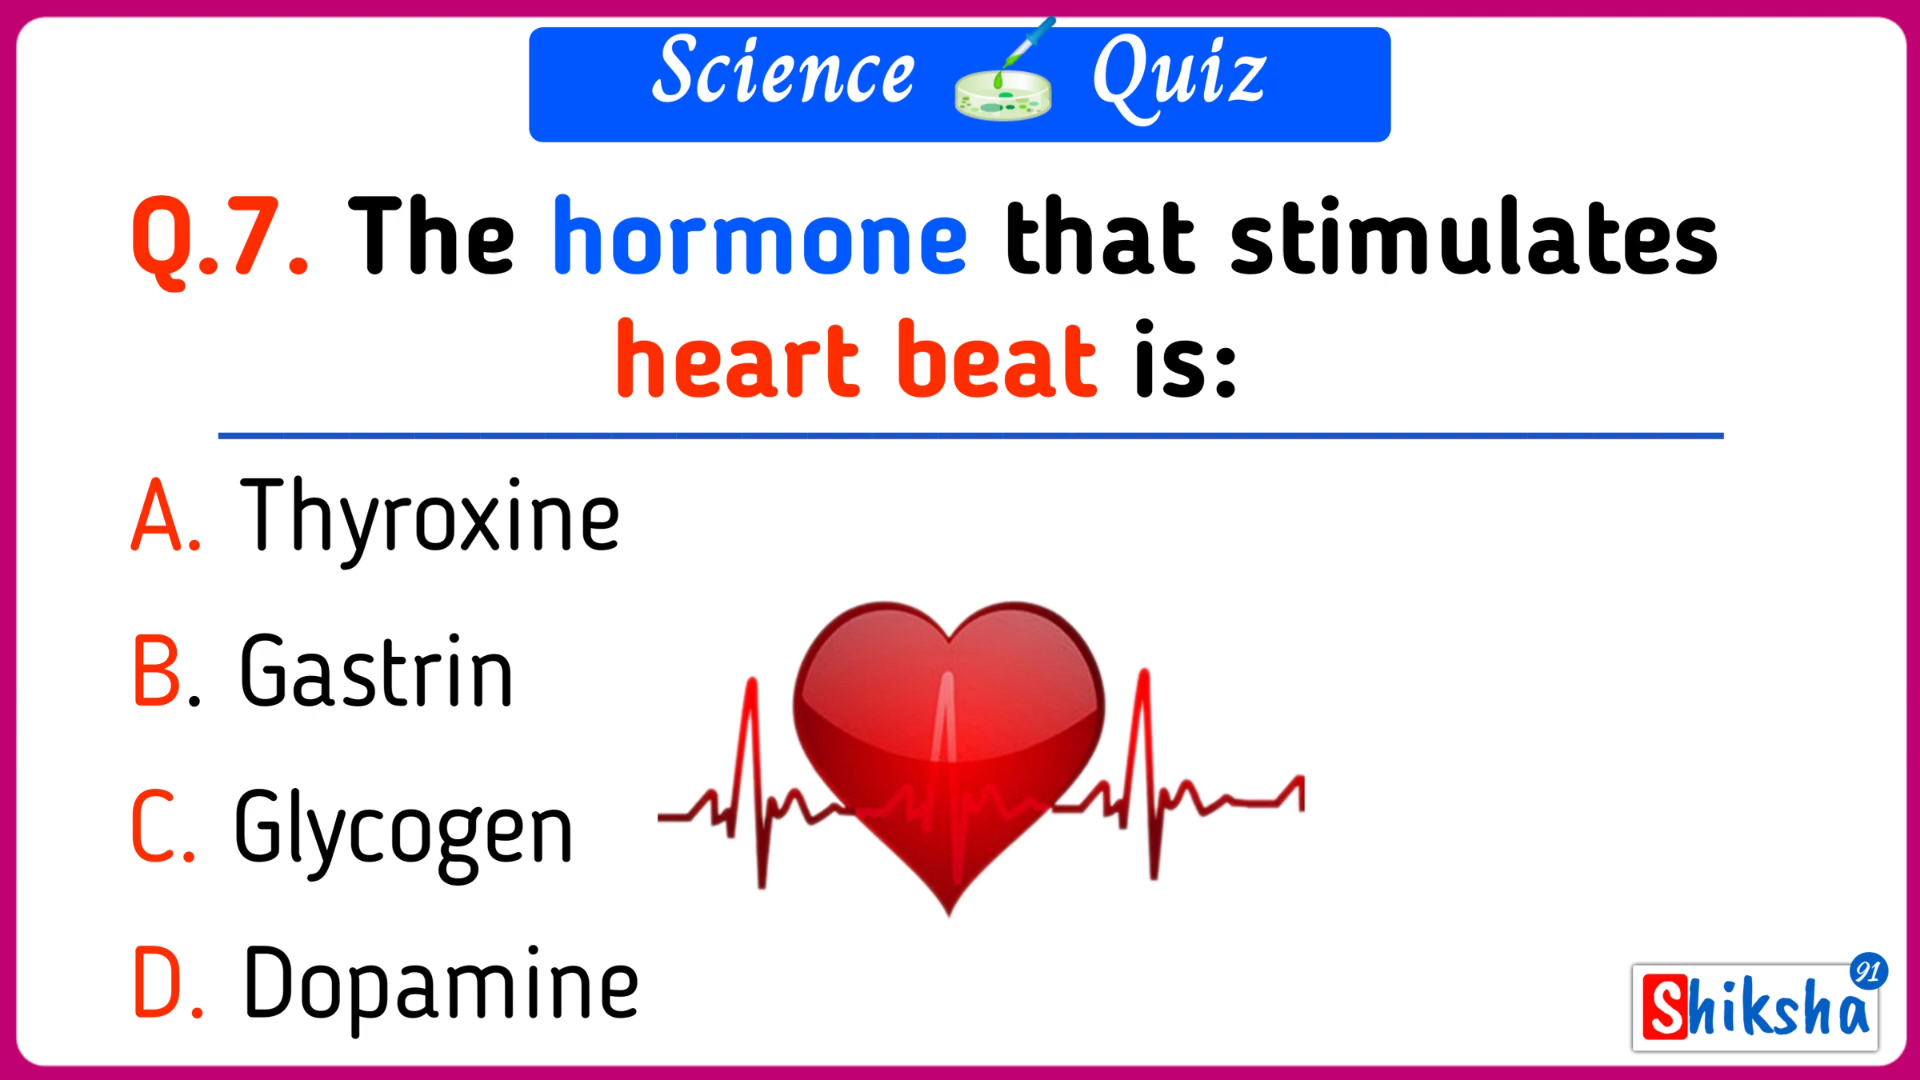 Science Quiz
Q.7. The hormone that stimulates
heart beat is:
A. Thyroxine
B. Gastrin
C. Glycogen
D. Dopamine
Shiksha 91